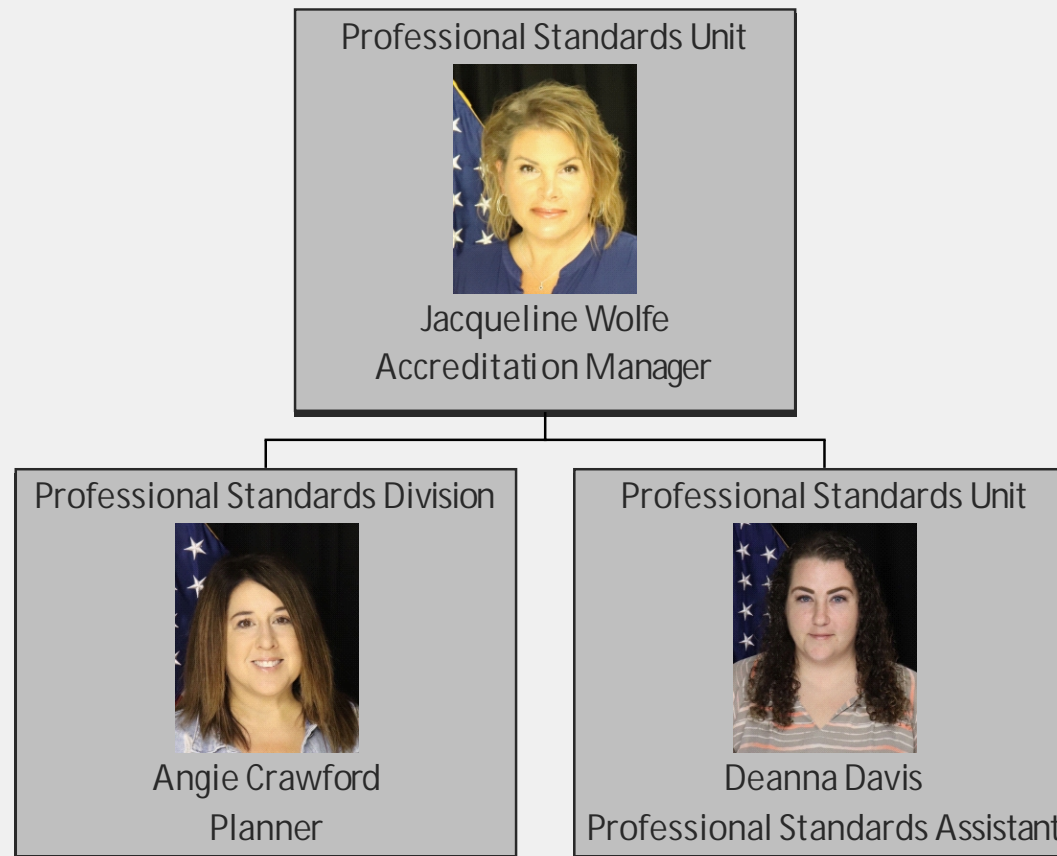 Professional Standards Unit
Jacqueline Wolfe
Accreditation Manager
Professional Standards Division
Angie Crawford
Planner
Professional Standards Unit
Deanna Davis
Professional Standards Assistant